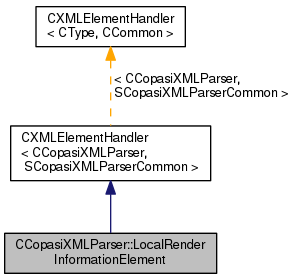 CXMLElementHandler
< CType, CCommon >
< CCopasiXMLParser,
SCopasiXMLParserCommon >
CXMLElementHandler
< CCopasiXMLParser,
SCopasiXMLParserCommon >
CCopasiXMLParser::LocalRender
InformationElement